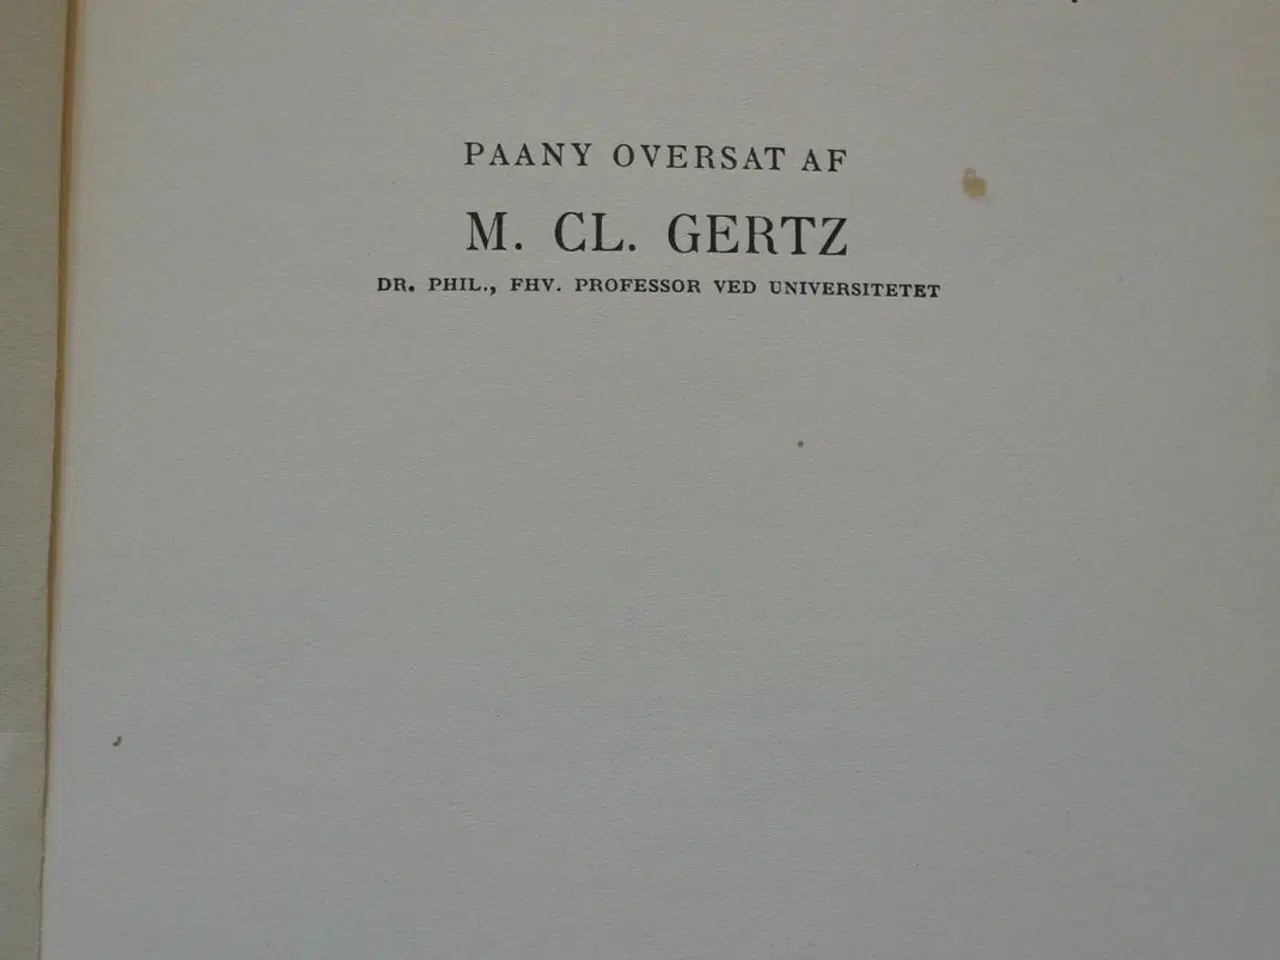 PAANY OVERSAT AF
M. CL. GERTZ
DR. PHIL., FHV. PROFESSOR VED UNIVERSITETET